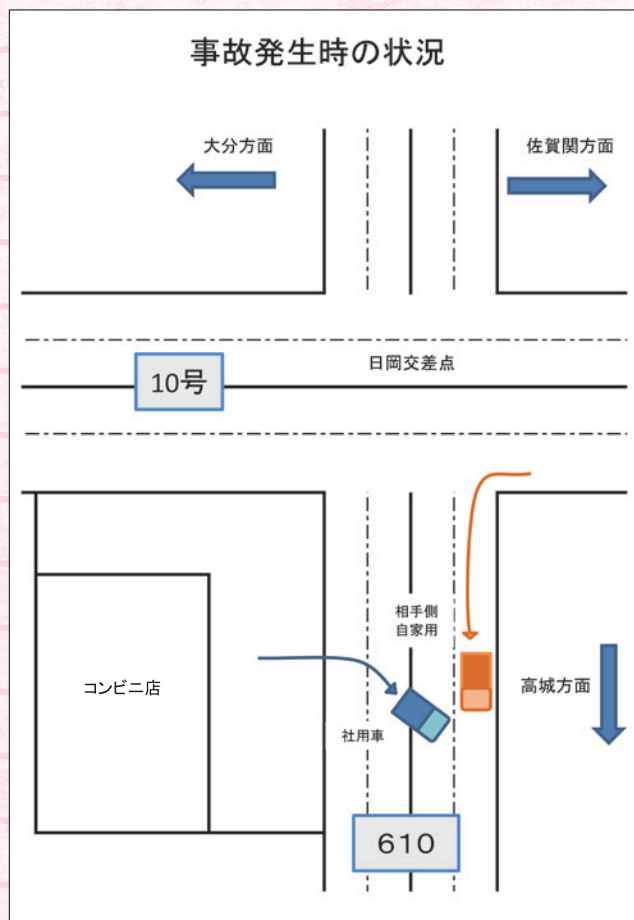 事故発生時の状況
大分方面
佐賀関方面
日岡交差点
10号
相手側
自家用
コンビニ店
高城方面
社用車
610